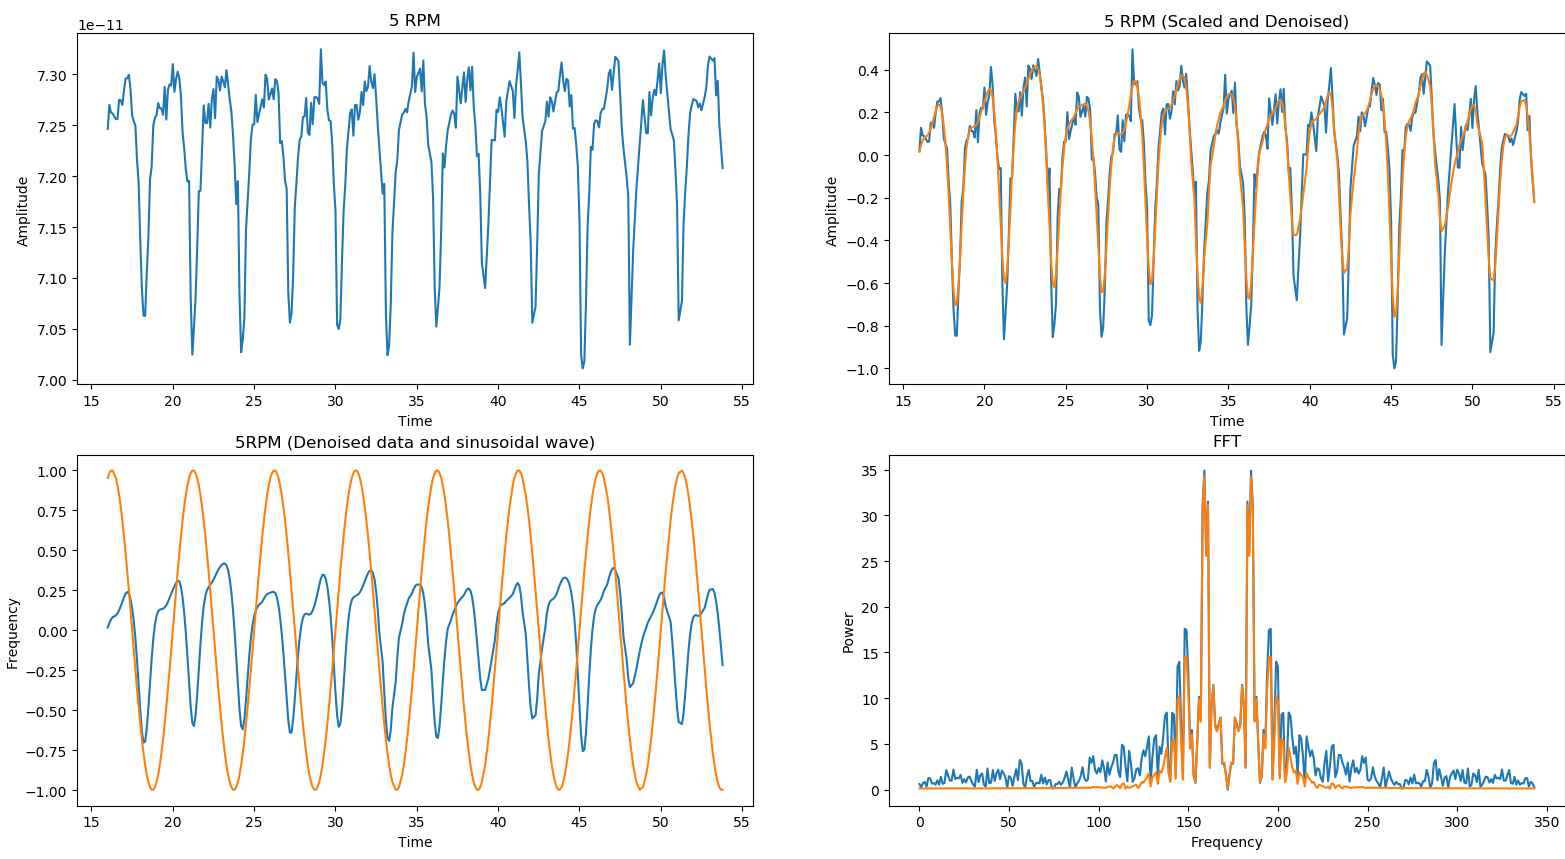 5 RPM
1e−11
7.30
7.25
7.20
7.15
7.10
7.05
7.00
Amplitude
15 20 25 30 35 40 45 50 55
Time
5 RPM (Scaled and Denoised)
0.4
0.2
0.0
−0.2
−0.4
−0.6
−0.8
−1.0
Amplitude
15 20 25 30 35 40 45 50 55
Time
5RPM (Denoised data and sinusoidal wave)
1.00
0.75
0.50
0.25
0.00
−0.25
−0.50
−0.75
−1.00
Frequency
15 20 25 30 35 40 45 50 55
Time
FFT
35
30
25
20
15
10
5
0
Power
0 50 100 150 200 250 300 350
Frequency